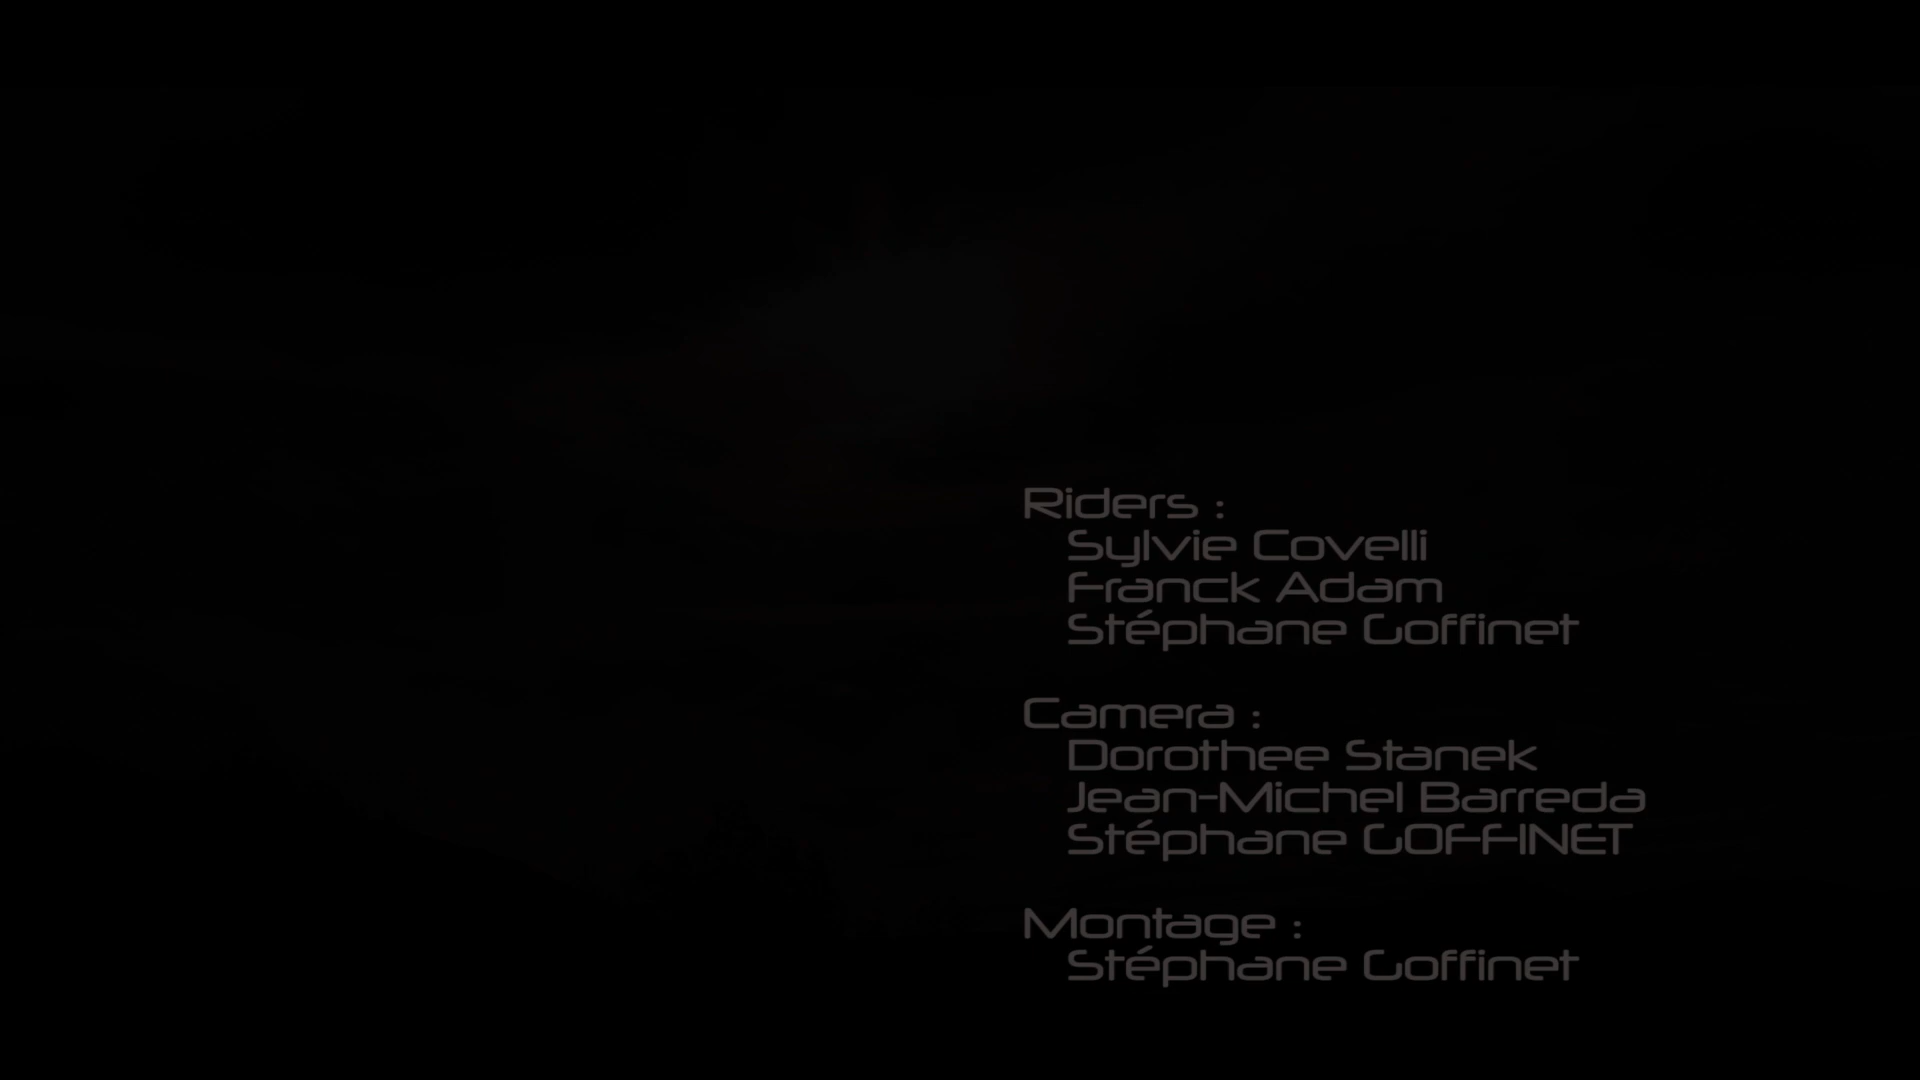 Riders :
Sylvie Covelli
Franck Adam
Stéphane Goffinet
Camera :
Dorothee Stanek
Jean-Michel Barreda
Stéphane GOFFINET
Montage :
Stéphane Goffinet